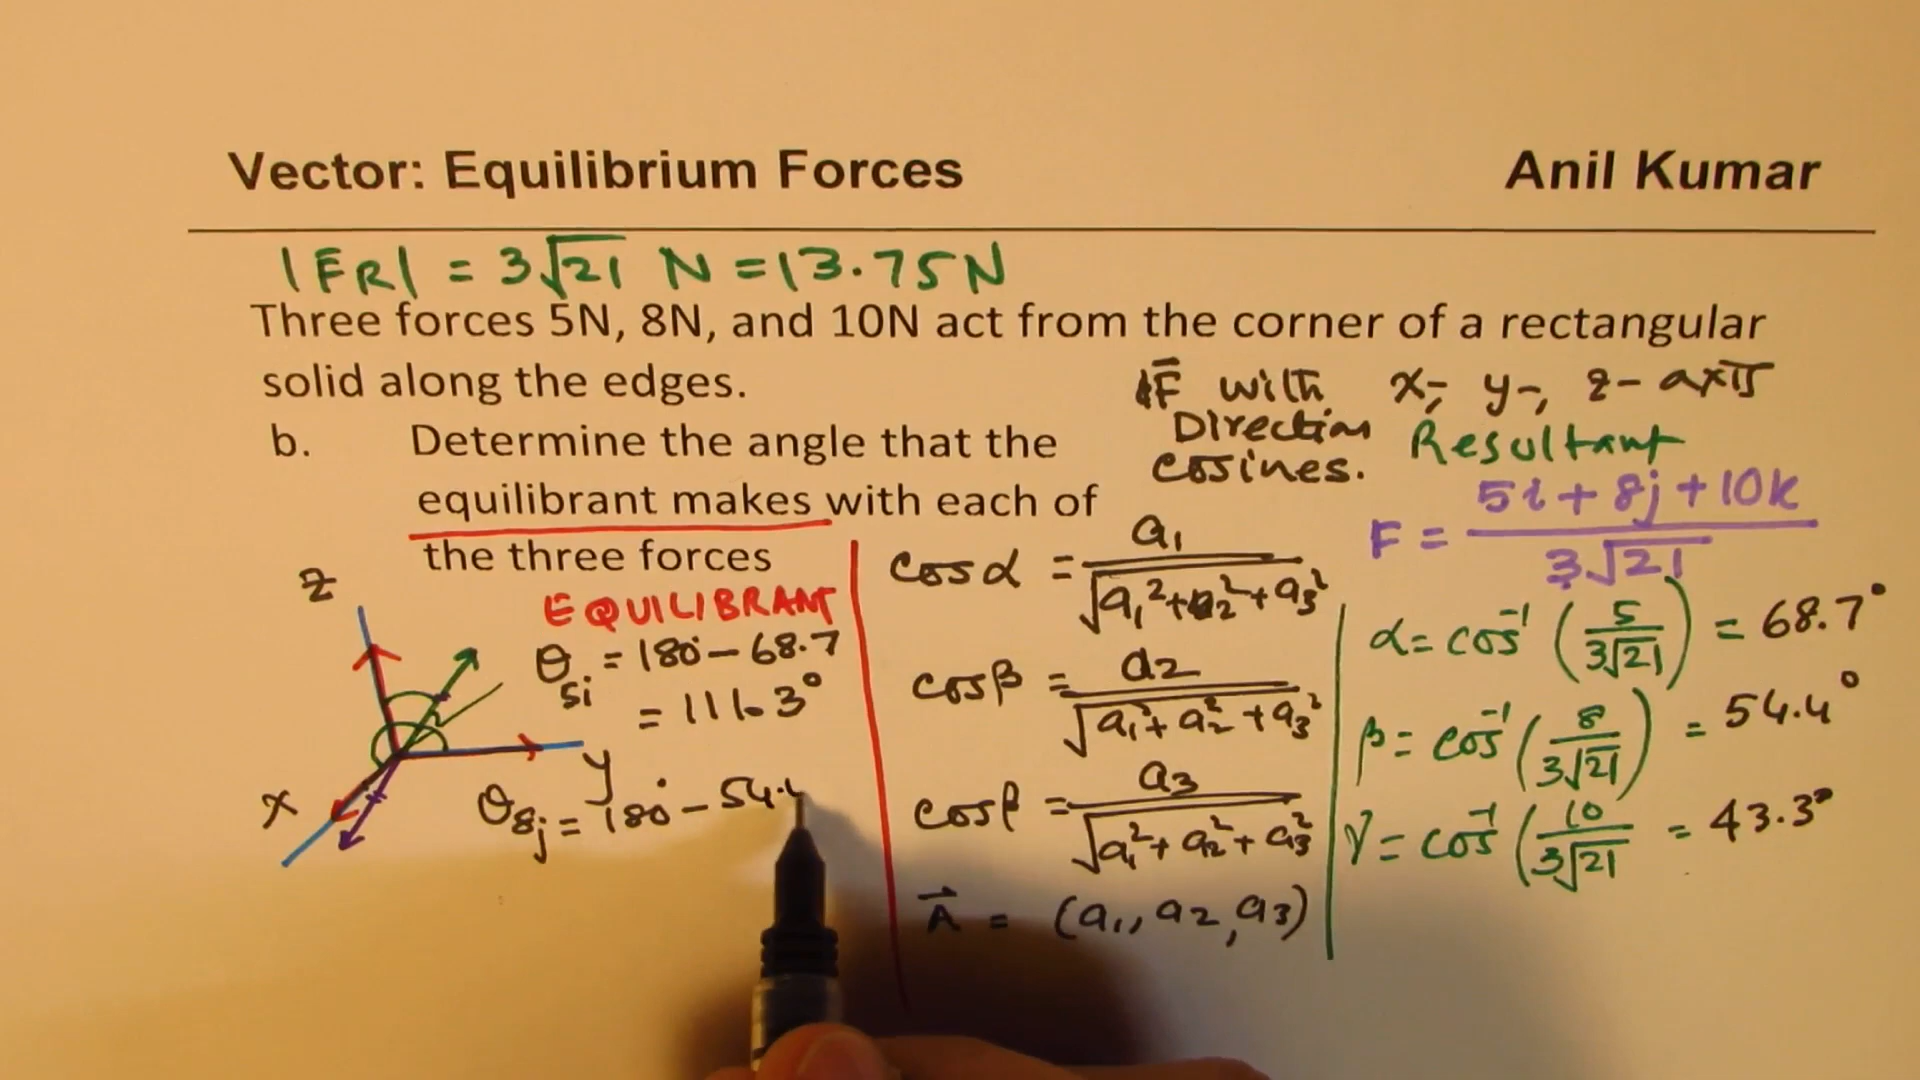 Vector: Equilibrium Forces
Anil Kumar
|FR| = 3√21 N = 13.75N
Three forces 5N, 8N, and 10N act from the corner of a rectangular
solid along the edges.
F⃗ with x-, y-, z-axis
Direction
cosines.
Resultant
b. Determine the angle that the
equilibrant makes with each of
the three forces
F = 5i + 8j + 10k / 3√21
z
x
y
EQUILIBRANT
θ5i = 180° - 68.7
= 111.3°
θ8j = 180° - 54.4
cosα = a1 / √a1² + a2² + a3²
cosβ = a2 / √a1² + a2² + a3²
cosβ = a3 / √a1² + a2² + a3²
A⃗ = (a1, a2, a3)
α = cos⁻¹ (5 / 3√21) = 68.7°
β = cos⁻¹ (8 / 3√21) = 54.4°
γ = cos⁻¹ (10 / 3√21 = 43.3°